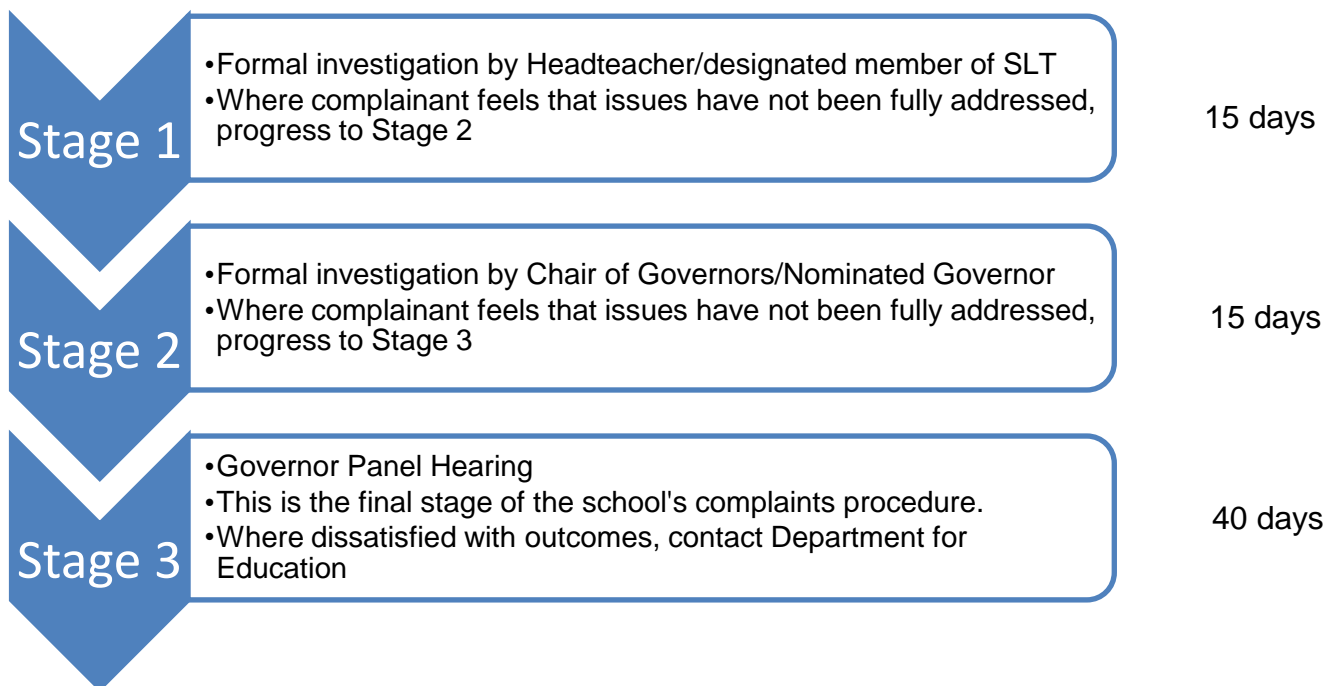 Stage 1
•Formal investigation by Headteacher/designated member of SLT
•Where complainant feels that issues have not been fully addressed,
progress to Stage 2
15 days
Stage 2
•Formal investigation by Chair of Governors/Nominated Governor
•Where complainant feels that issues have not been fully addressed,
progress to Stage 3
15 days
Stage 3
•Governor Panel Hearing
•This is the final stage of the school's complaints procedure.
•Where dissatisfied with outcomes, contact Department for
Education
40 days